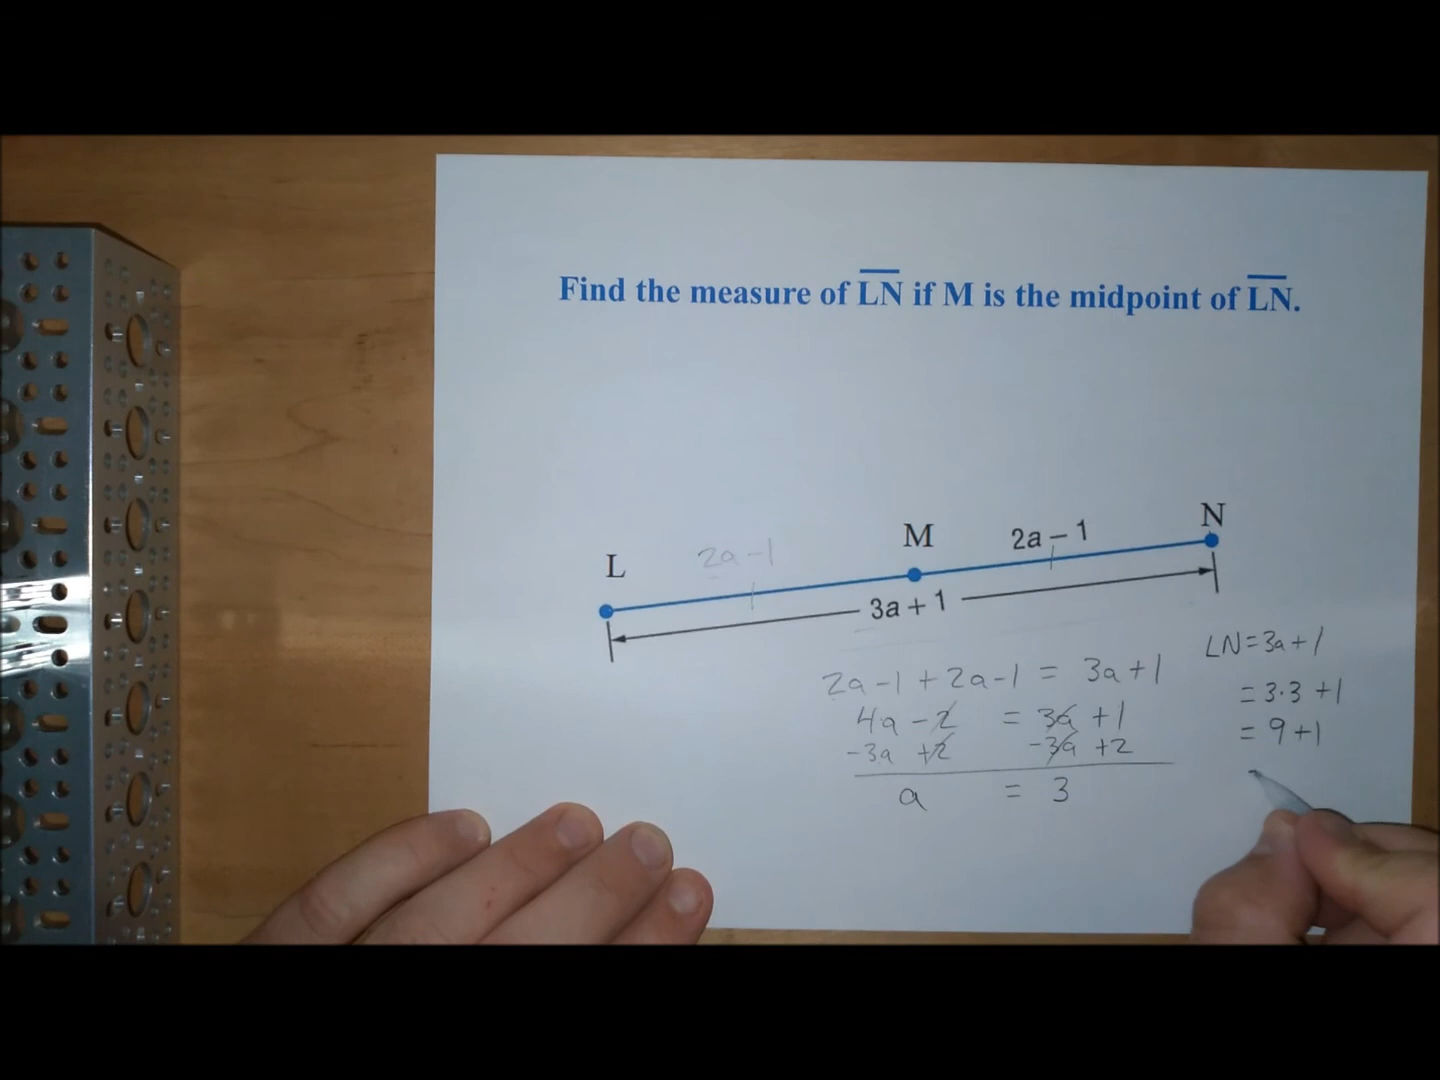 Find the measure of LN if M is the midpoint of LN.
L 2a-1 M 2a - 1 N
3a + 1
2a-1 + 2a-1 = 3a+1
4a - 2 = 3a + 1
-3a +2 -3a +2
a = 3
LN = 3a + 1
= 3·3 + 1
= 9 + 1